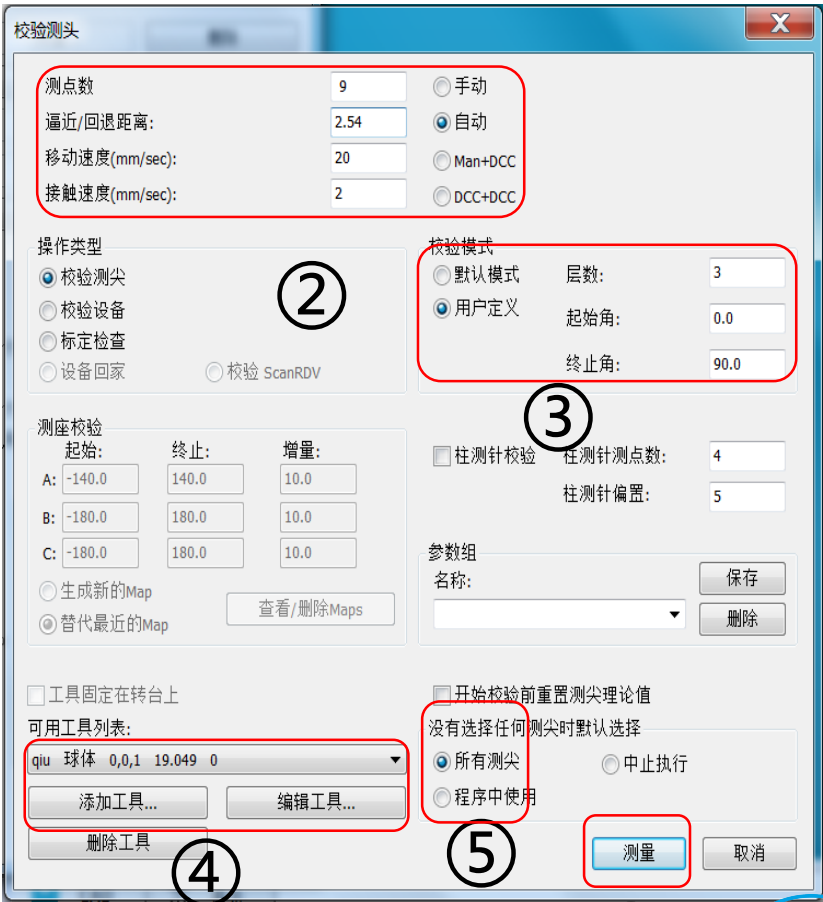 校验测头
测点数 9 手动
逼近/回退距离: 2.54 自动
移动速度(mm/sec): 20 Man+DCC
接触速度(mm/sec): 2 DCC+DCC
操作类型 校验模式
校验测尖 ② 默认模式 层数: 3
校验设备 用户定义 起始角: 0.0
标定检查
设备回家 校验 ScanRDV 终止角: 90.0
③
测座校验
起始: 终止: 增量: 柱测针校验 柱测针测点数: 4
A: -140.0 140.0 10.0
柱测针偏置: 5
B: -180.0 180.0 10.0
C: -180.0 180.0 10.0 参数组
名称: 保存
生成新的Map 查看/删除Maps
替代最近的Map 删除
工具固定在转台上 开始校验前重置测尖理论值
可用工具列表: 没有选择任何测尖时默认选择
qiu 球体 0,0,1 19.049 0 所有测尖 中止执行
添加工具... 编辑工具... 程序中使用
删除工具 ④ ⑤ 测量 取消